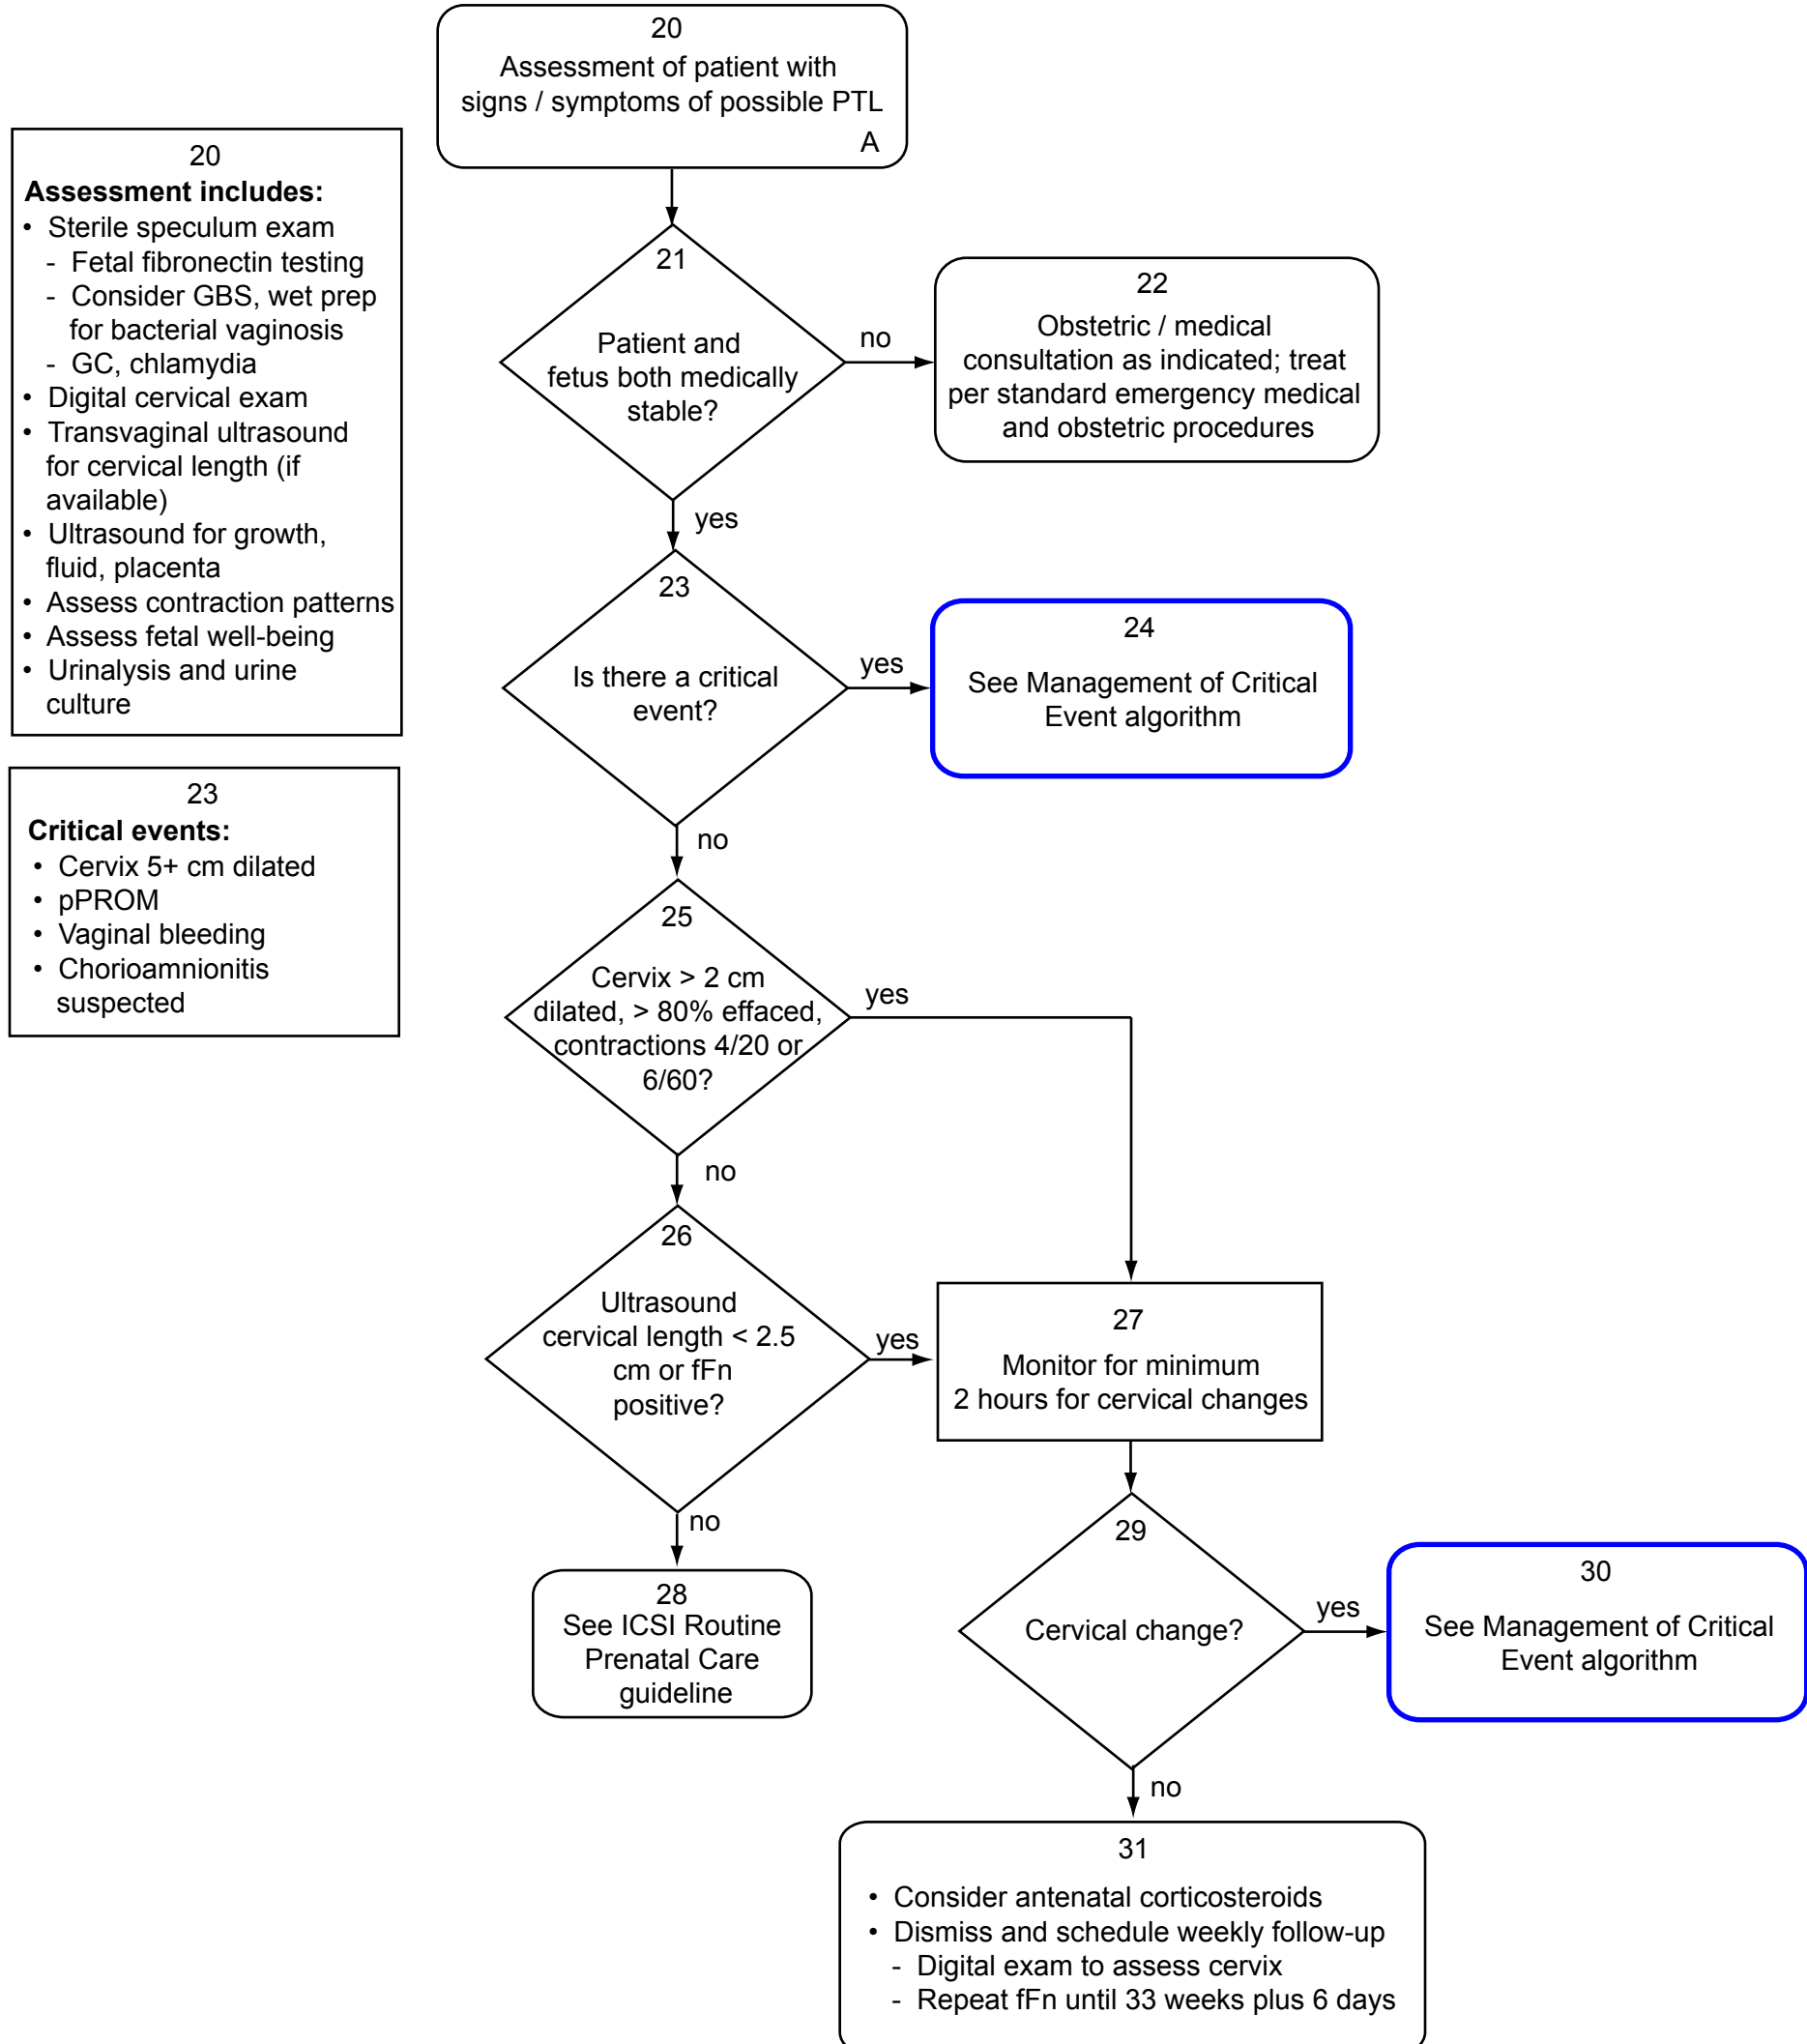 20
Assessment of patient with
signs / symptoms of possible PTL
A
20
Assessment includes:
• Sterile speculum exam
- Fetal fibronectin testing
- Consider GBS, wet prep
for bacterial vaginosis
- GC, chlamydia
• Digital cervical exam
• Transvaginal ultrasound
for cervical length (if
available)
• Ultrasound for growth,
fluid, placenta
• Assess contraction patterns
• Assess fetal well-being
• Urinalysis and urine
culture
21
Patient and
fetus both medically
stable?
no
22
Obstetric / medical
consultation as indicated; treat
per standard emergency medical
and obstetric procedures
yes
23
Is there a critical
event?
yes
24
See Management of Critical
Event algorithm
no
23
Critical events:
• Cervix 5+ cm dilated
• pPROM
• Vaginal bleeding
• Chorioamnionitis
suspected
25
Cervix > 2 cm
dilated, > 80% effaced,
contractions 4/20 or
6/60?
yes
no
26
Ultrasound
cervical length < 2.5
cm or fFn
positive?
yes
27
Monitor for minimum
2 hours for cervical changes
no
28
See ICSI Routine
Prenatal Care
guideline
29
Cervical change?
yes
30
See Management of Critical
Event algorithm
no
31
• Consider antenatal corticosteroids
• Dismiss and schedule weekly follow-up
- Digital exam to assess cervix
- Repeat fFn until 33 weeks plus 6 days